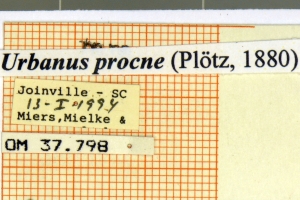 Urbanus procne (Plötz, 1880)
Joinville - SC
13-I-1994
Miers, Mielke &
OM 37.798